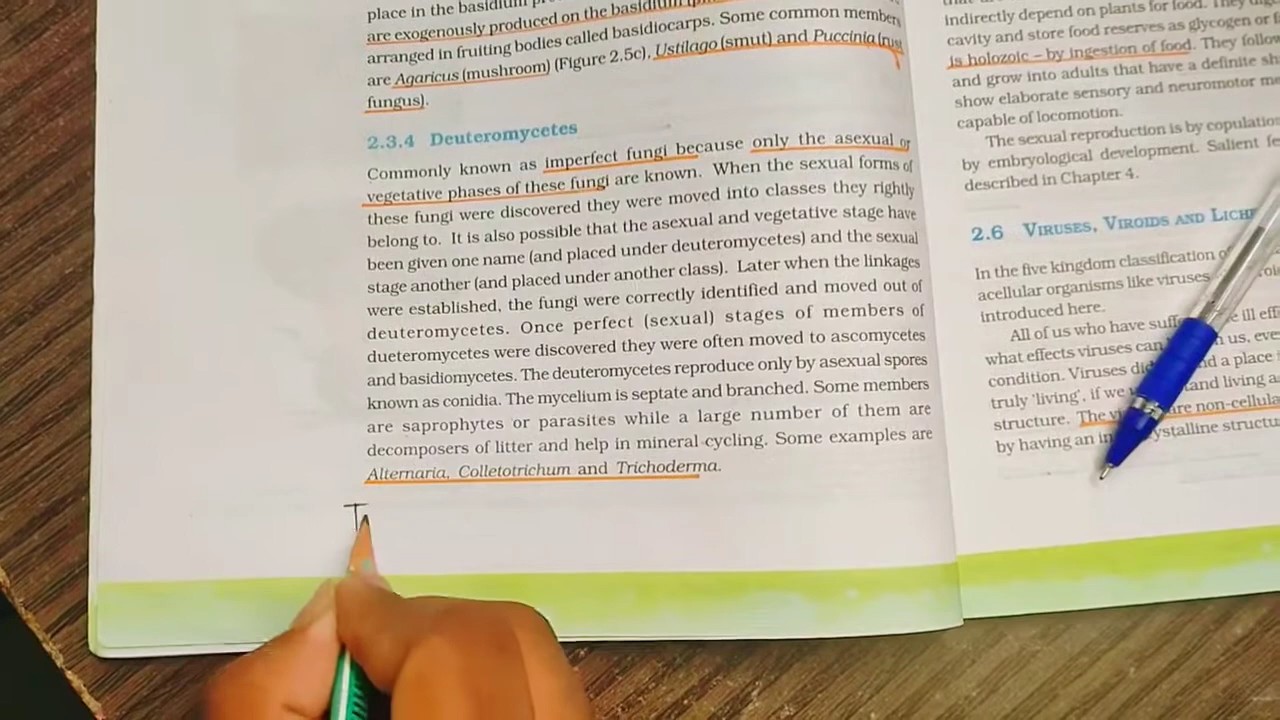 place in the basidium
are exogenously produced on the basidium
arranged in fruiting bodies called basidiocarps. Some common members
are Agaricus (mushroom) (Figure 2.5c), Ustilago (smut) and Puccinia (rust
fungus).
2.3.4 Deuteromycetes
Commonly known as imperfect fungi because only the asexual or
vegetative phases of these fungi are known. When the sexual forms of
these fungi were discovered they were moved into classes they rightly
belong to. It is also possible that the asexual and vegetative stage have
been given one name (and placed under deuteromycetes) and the sexual
stage another (and placed under another class). Later when the linkages
were established, the fungi were correctly identified and moved out of
deuteromycetes. Once perfect (sexual) stages of members of
dueteromycetes were discovered they were often moved to ascomycetes
and basidiomycetes. The deuteromycetes reproduce only by asexual spores
known as conidia. The mycelium is septate and branched. Some members
are saprophytes or parasites while a large number of them are
decomposers of litter and help in mineral cycling. Some examples are
Alternaria, Colletotrichum and Trichoderma.
T
indirectly depend on plants for food. They
cavity and store food reserves as glycogen or
is holozoic – by ingestion of food. They follow
and grow into adults that have a definite
show elaborate sensory and neuromotor
capable of locomotion.
The sexual reproduction is by copulation
by embryological development. Salient
described in Chapter 4.
2.6 VIRUSES, VIROIDS AND
In the five kingdom classification
acellular organisms like viruses
introduced here.
All of us who have ill
what effects viruses can us,
condition. Viruses a place
truly 'living', if we living
structure. The are non-cellular
by having an structure